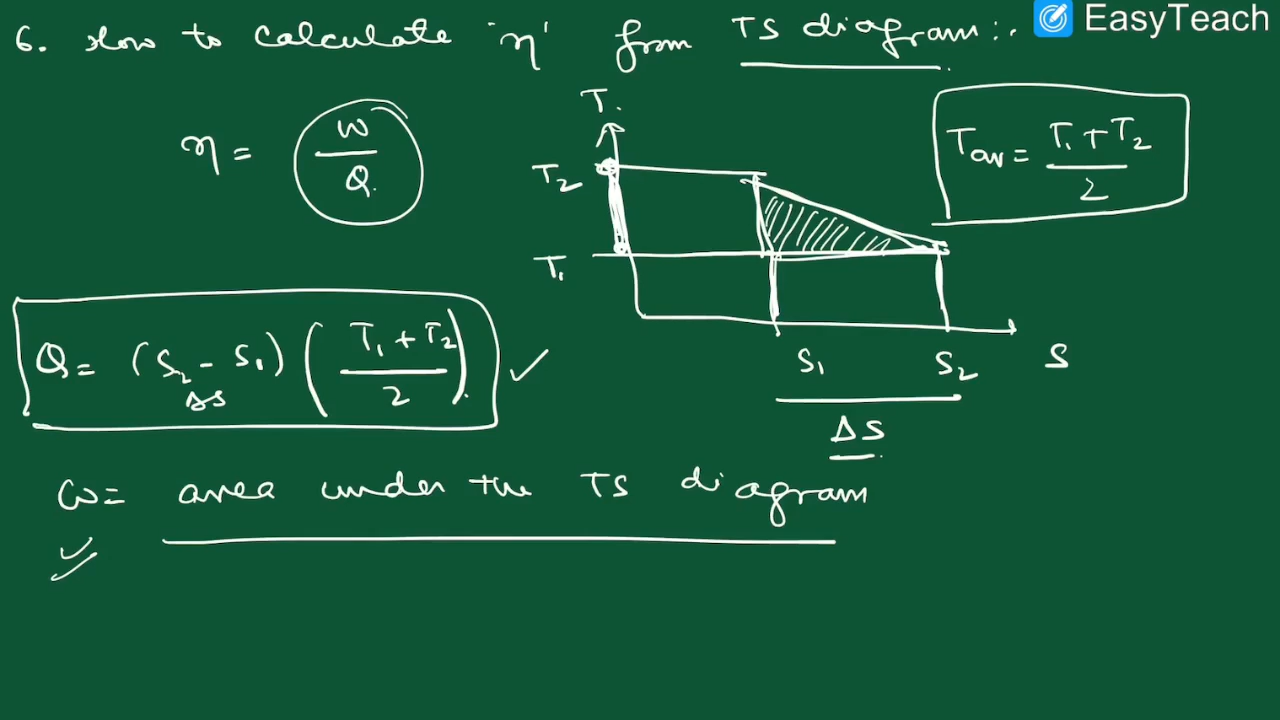 6. How to calculate 'η' from TS diagram :.
EasyTeach
η = W / Q.
T.
T₂
T₁
S₁ S₂ S
ΔS
Tav = T₁ + T₂ / 2
Q = (S₂ - S₁) ( T₁ + T₂ / 2 ).
ΔS
W = area under the TS diagram